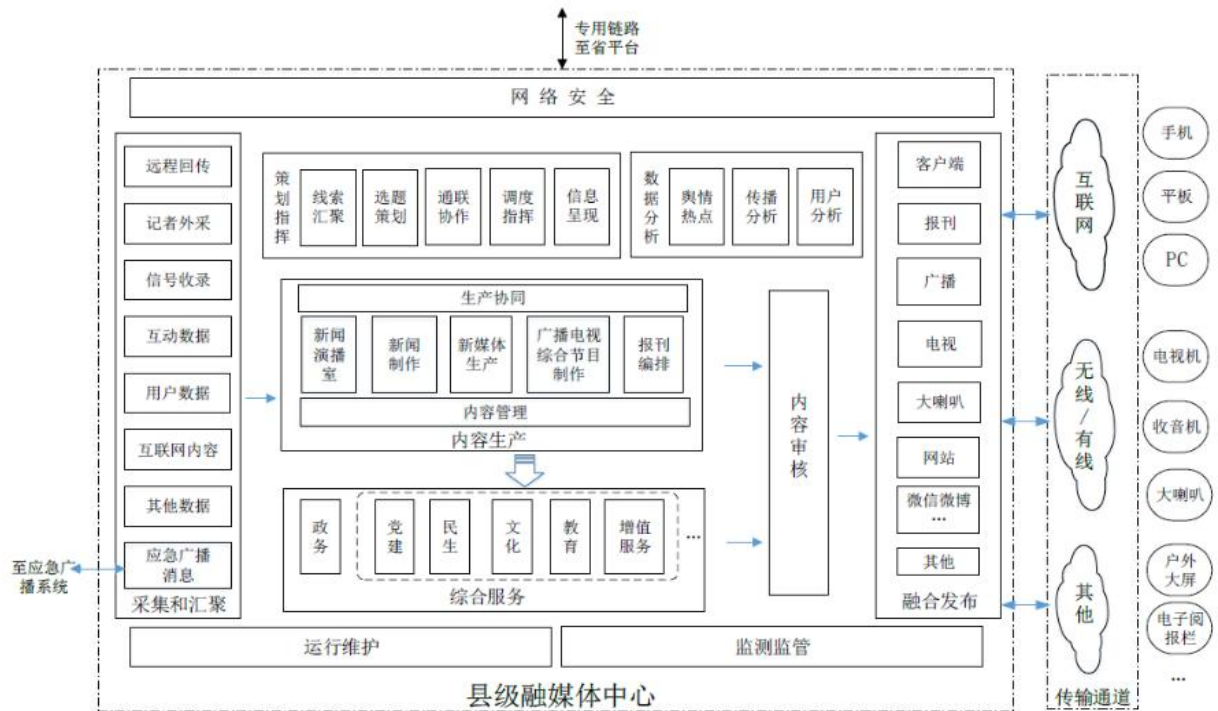 专用链路
至省平台
网络安全
远程回传
记者外采
信号收录
互动数据
用户数据
互联网内容
其他数据
应急广播
消息
采集和汇聚
至应急广
播系统
策划指挥
线索
汇聚
选题
策划
通联
协作
调度
指挥
信息
呈现
数据分析
舆情
热点
传播
分析
用户
分析
生产协同
新闻
演播
室
新闻
制作
新媒体
生产
广播电视
综合节目
制作
报刊
编排
内容管理
内容生产
政务
党建
民生
文化
教育
增值
服务
...
综合服务
内容审核
客户端
报刊
广播
电视
大喇叭
网站
微信微博
...
其他
融合发布
运行维护
监测监管
县级融媒体中心
互联网
无线/有线
其他
传输通道
手机
平板
PC
电视机
收音机
大喇叭
户外
大屏
电子阅
报栏
...